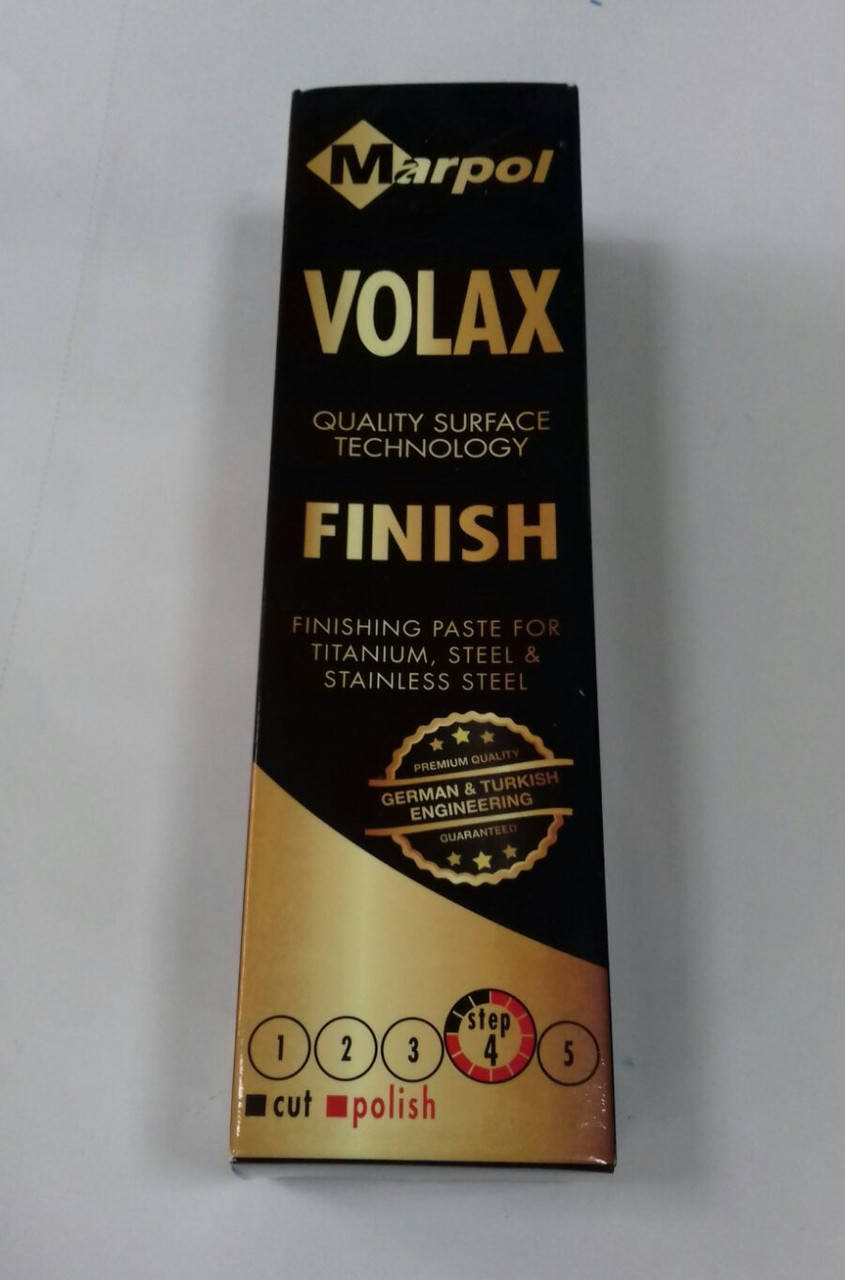 Marpol
VOLAX
QUALITY SURFACE
TECHNOLOGY
FINISH
FINISHING PASTE FOR
TITANIUM, STEEL &
STAINLESS STEEL
PREMIUM QUALITY
GERMAN & TURKISH
ENGINEERING
GUARANTEED
1 2 3 step 4 5
cut polish